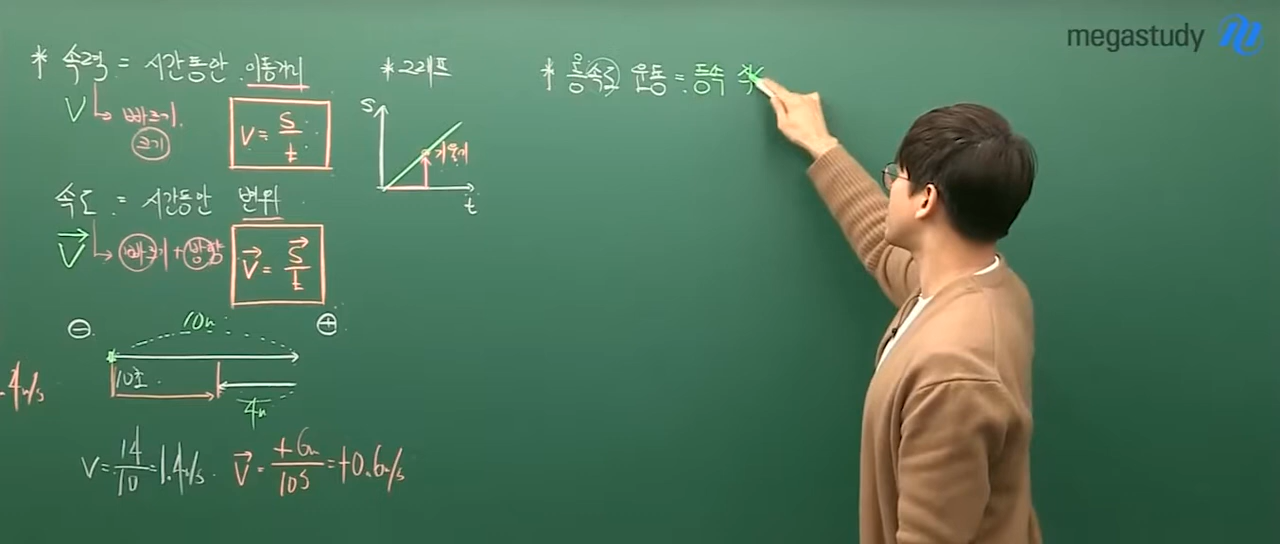 megastudy
* 속력 = 시간동안 이동거리
V
빠르기
크기
V = S/t
* 그래프
S
기울기
t
속도 = 시간동안 변위
V
빠르기 + 방향
V = S/t
⊖
10m
⊕
10초
4m
4m/s
V = 14/10 = 1.4m/s
V = +6m/10s = +0.6m/s
* 등속도 운동 = 등속 직